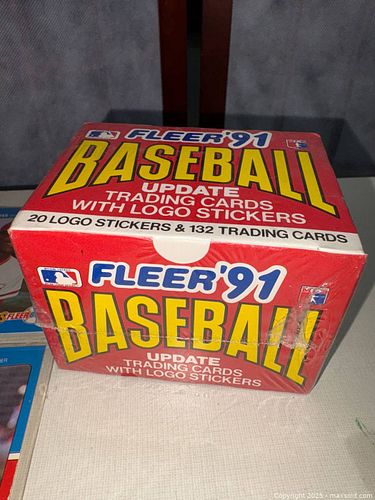 FLEER'91
BASEBALL
UPDATE
TRADING CARDS
WITH LOGO STICKERS
20 LOGO STICKERS & 132 TRADING CARDS
FLEER'91
BASEBALL
UPDATE
TRADING CARDS
WITH LOGO STICKERS
FLEER
Copyright 2025 - maxsold.com